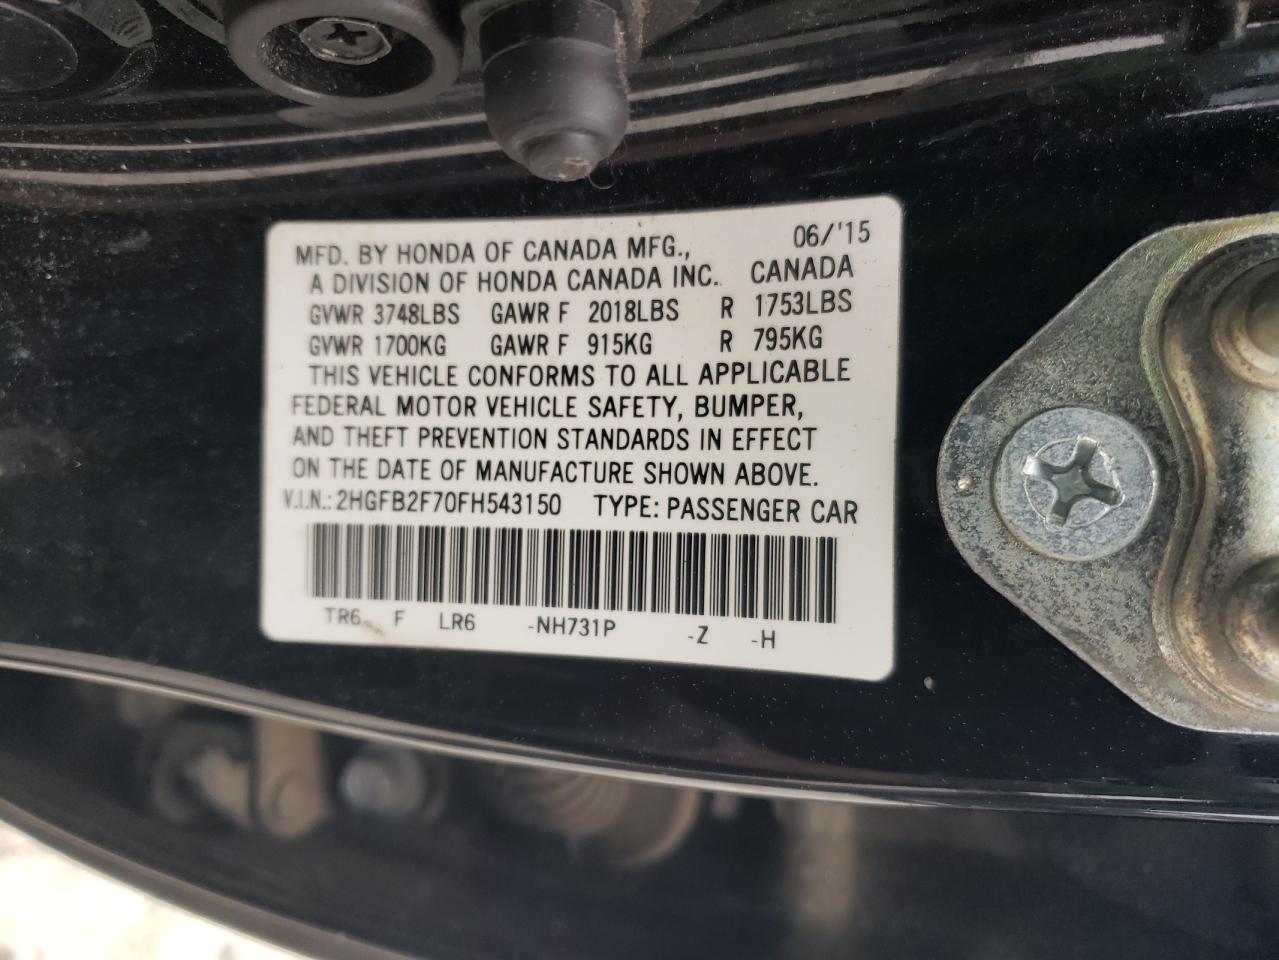 MFD. BY HONDA OF CANADA MFG., 06/'15
A DIVISION OF HONDA CANADA INC. CANADA
GVWR 3748LBS GAWR F 2018LBS R 1753LBS
GVWR 1700KG GAWR F 915KG R 795KG
THIS VEHICLE CONFORMS TO ALL APPLICABLE
FEDERAL MOTOR VEHICLE SAFETY, BUMPER,
AND THEFT PREVENTION STANDARDS IN EFFECT
ON THE DATE OF MANUFACTURE SHOWN ABOVE.
V.I.N.: 2HGFB2F70FH543150 TYPE: PASSENGER CAR
TR6 F LR6 -NH731P -Z -H